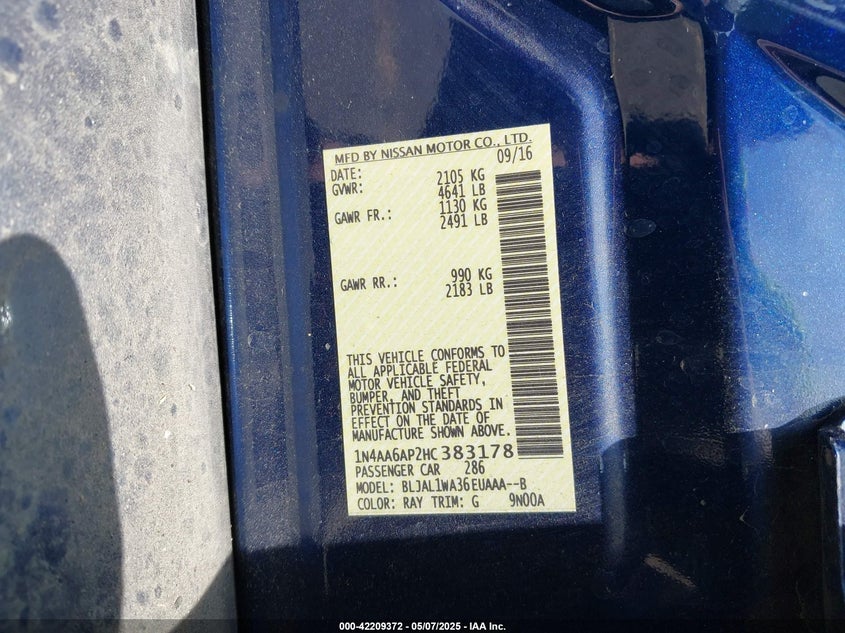 MFD BY NISSAN MOTOR CO., LTD.
DATE: 09/16
GVWR: 2105 KG
4641 LB
GAWR FR.: 1130 KG
2491 LB
GAWR RR.: 990 KG
2183 LB
THIS VEHICLE CONFORMS TO
ALL APPLICABLE FEDERAL
MOTOR VEHICLE SAFETY,
BUMPER, AND THEFT
PREVENTION STANDARDS IN
EFFECT ON THE DATE OF
MANUFACTURE SHOWN ABOVE.
1N4AA6AP2HC383178
PASSENGER CAR 286
MODEL: BLJAL1WA36EUAAA--B
COLOR: RAY TRIM: G 9N00A
000-42209372 - 05/07/2025 - IAA Inc.